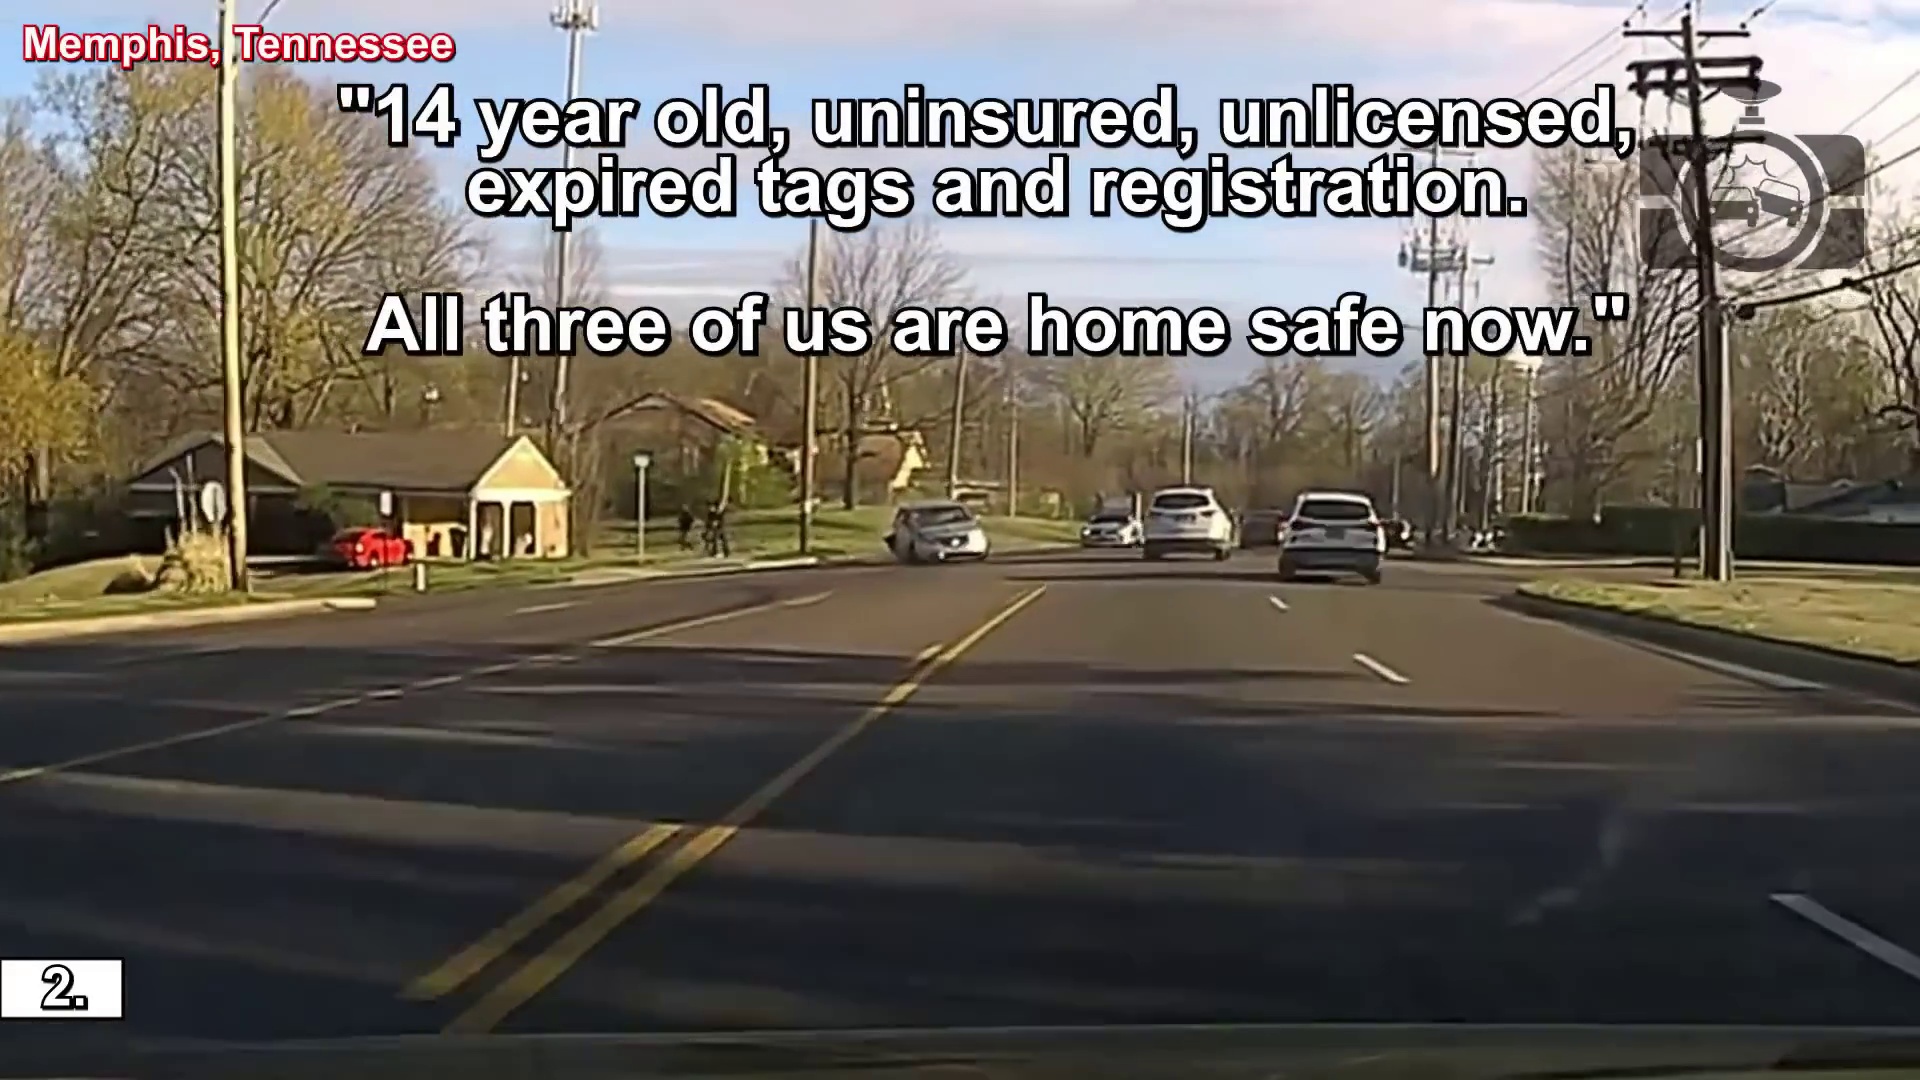 Memphis, Tennessee
"14 year old, uninsured, unlicensed,
expired tags and registration.
All three of us are home safe now."
2.